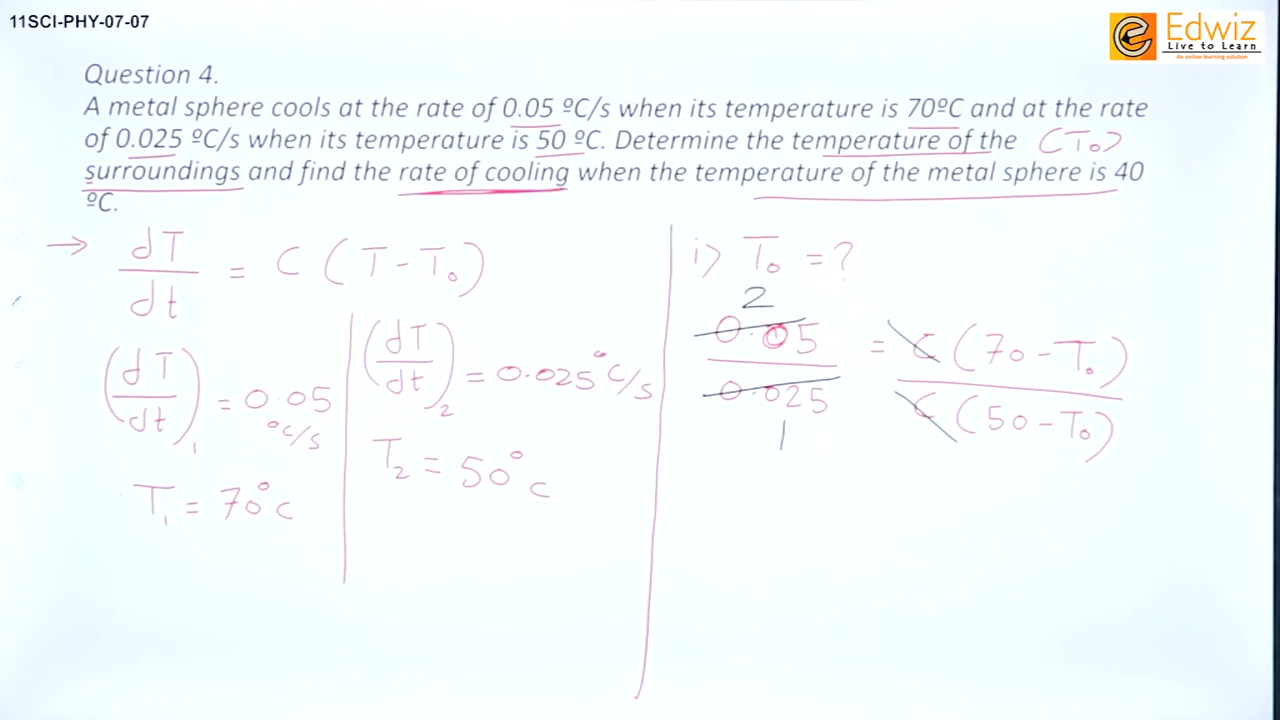 11SCI-PHY-07-07
Edwiz
Live to Learn
An online learning solution
Question 4.
A metal sphere cools at the rate of 0.05 ºC/s when its temperature is 70ºC and at the rate
of 0.025 ºC/s when its temperature is 50 ºC. Determine the temperature of the (T₀)
surroundings and find the rate of cooling when the temperature of the metal sphere is 40
ºC.
→ dT/dt = C (T - T₀)
(dT/dt)₁ = 0.05 °C/s
T₁ = 70°C
(dT/dt)₂ = 0.025°C/s
T₂ = 50°C
i) T₀ = ?
2
0.05/0.025 = C (70 - T₀)/C (50 - T₀)
1